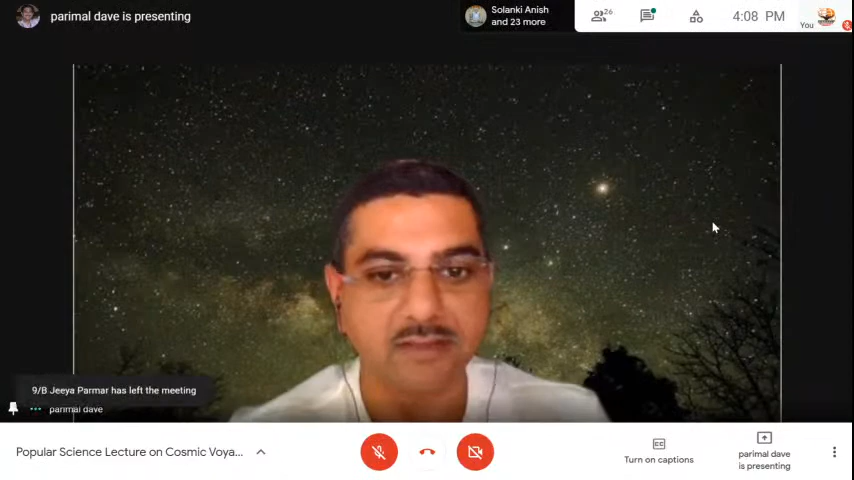 parimal dave is presenting
Solanki Anish
and 23 more
26
4:08 PM
You
9/B Jeeya Parmar has left the meeting
parimal dave
Popular Science Lecture on Cosmic Voya...
CC
Turn on captions
parimal dave
is presenting